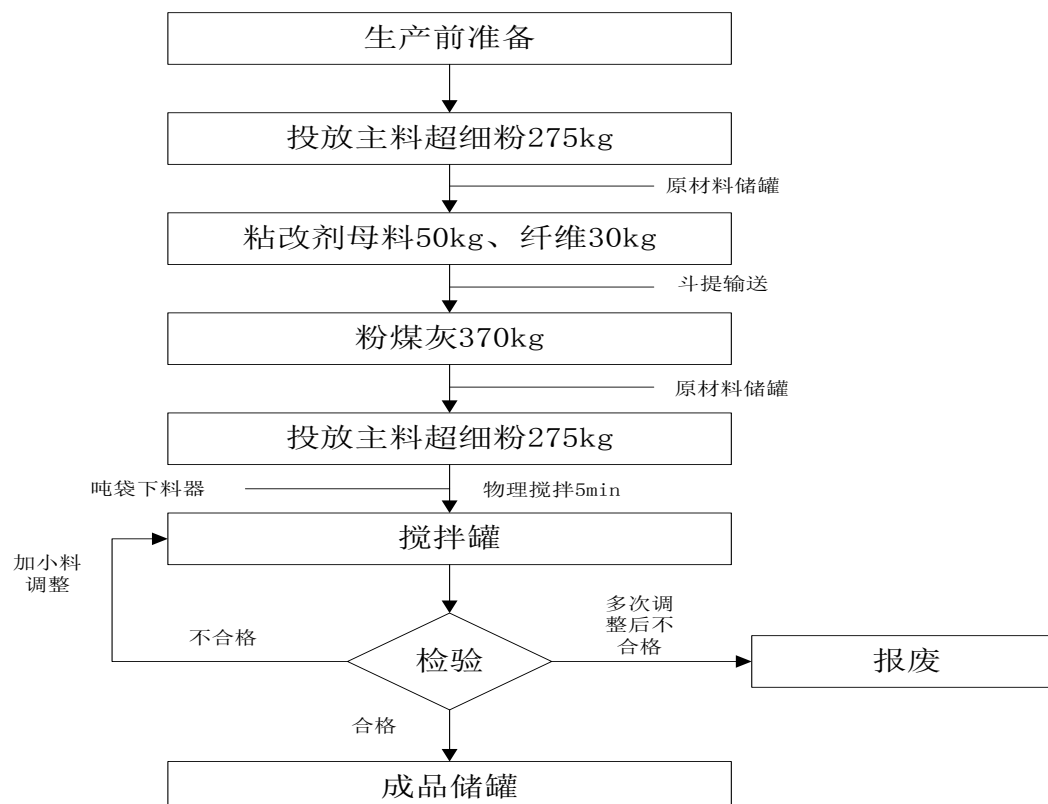 生产前准备
投放主料超细粉275kg
原材料储罐
粘改剂母料50kg、纤维30kg
斗提输送
粉煤灰370kg
原材料储罐
投放主料超细粉275kg
吨袋下料器
物理搅拌5min
搅拌罐
加小料
调整
不合格
检验
多次调
整后不
合格
报废
合格
成品储罐